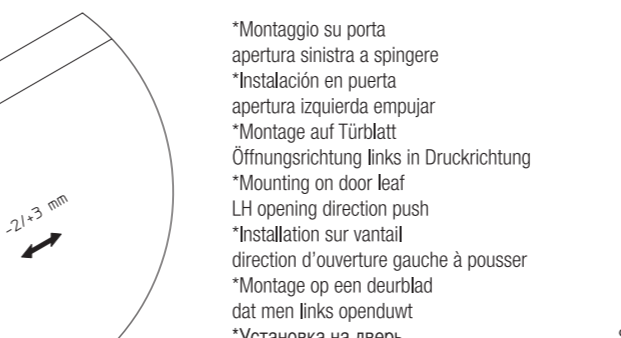 *Montaggio su porta
apertura sinistra a spingere
*Instalación en puerta
apertura izquierda empujar
*Montage auf Türblatt
Öffnungsrichtung links in Druckrichtung
*Mounting on door leaf
LH opening direction push
*Installation sur vantail
direction d'ouverture gauche à pousser
*Montage op een deurblad
dat men links openduwt
*Установка на дверь
-2/+3 mm